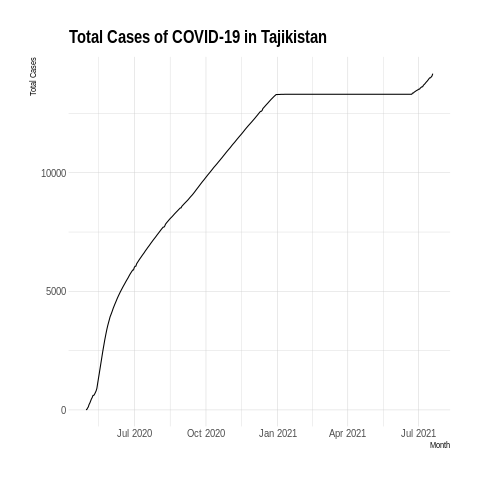 Total Cases of COVID-19 in Tajikistan
Total Cases
10000
5000
0
Jul 2020 Oct 2020 Jan 2021 Apr 2021 Jul 2021
Month